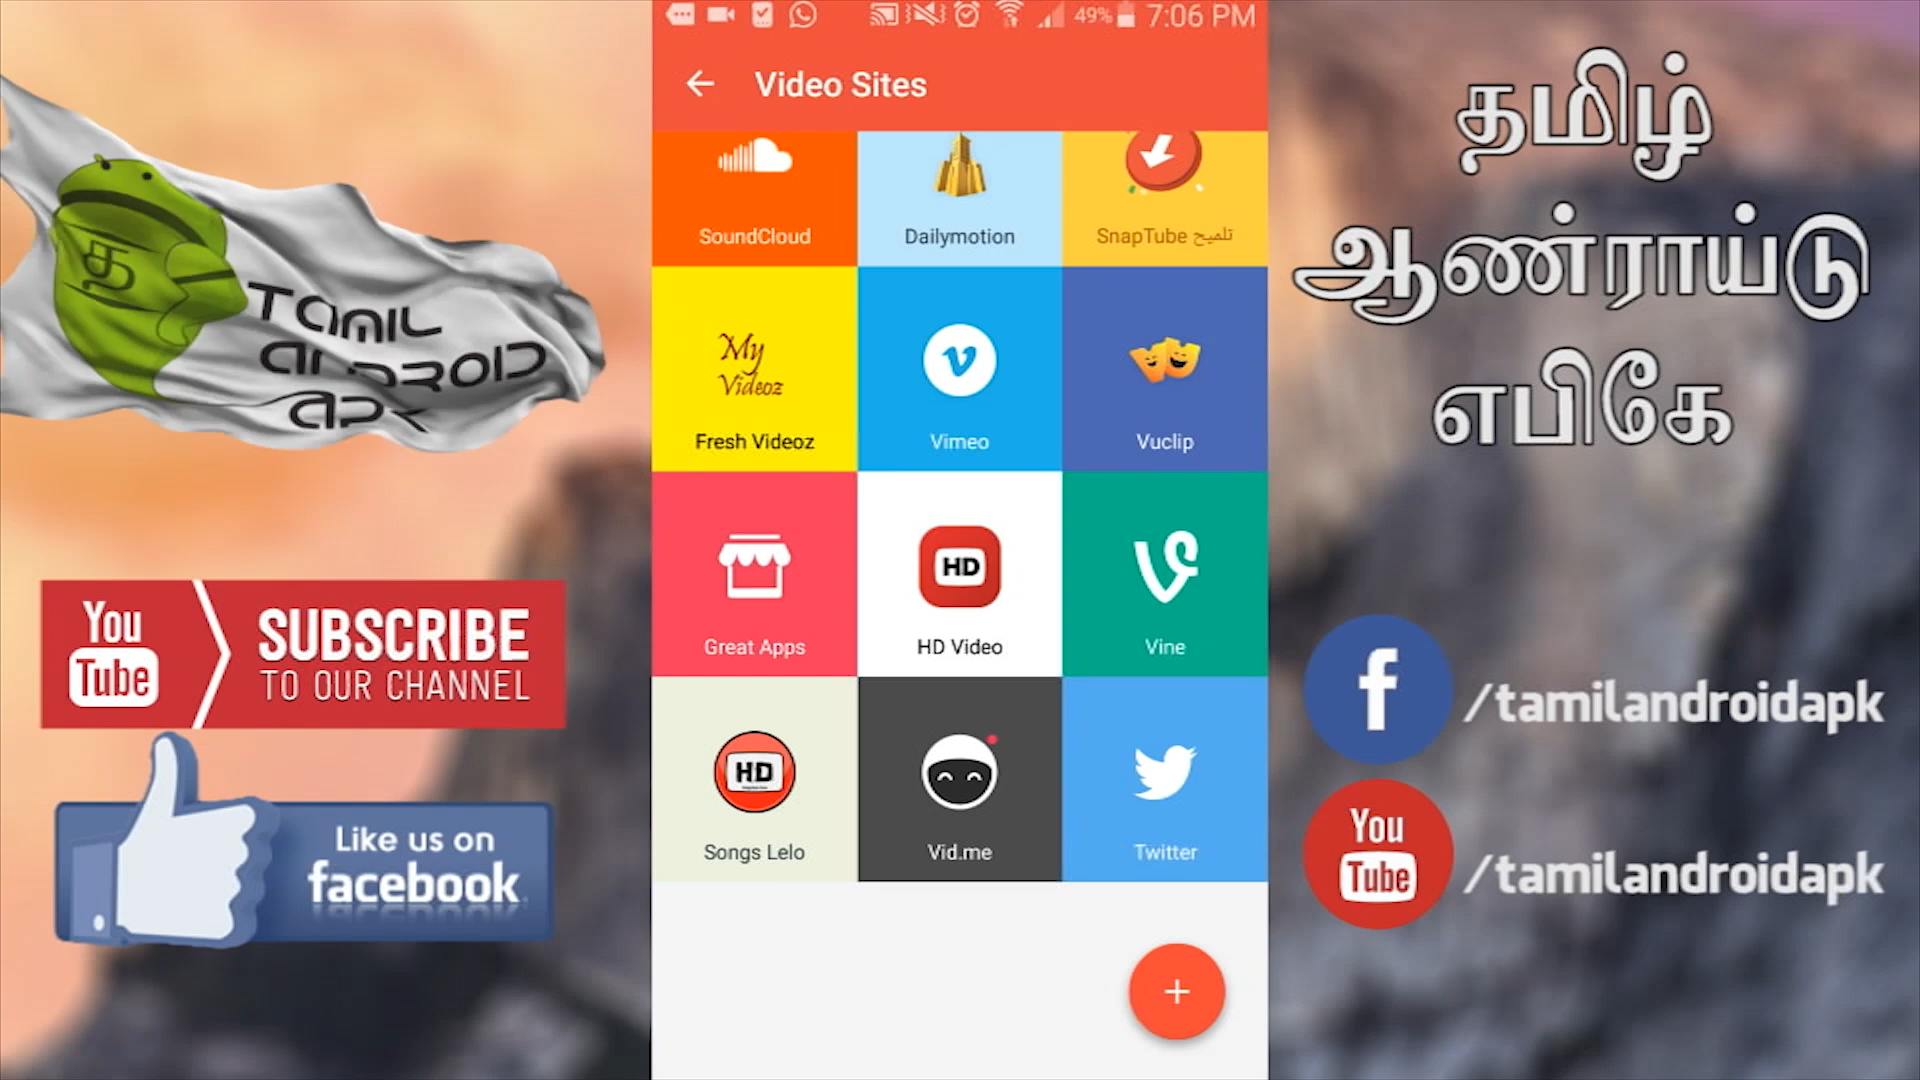 த
TAMIL
ANDROID
APK
You
Tube
SUBSCRIBE
TO OUR CHANNEL
Like us on
facebook
49%
7:06 PM
Video Sites
SoundCloud
Dailymotion
SnapTube تلميح
My
Videoz
Fresh Videoz
Vimeo
Vuclip
Great Apps
HD
HD Video
Vine
HD
Songs Lelo
Vid.me
Twitter
தமிழ்
ஆண்ராய்டு
எபிகே
f
/tamilandroidapk
You
Tube
/tamilandroidapk